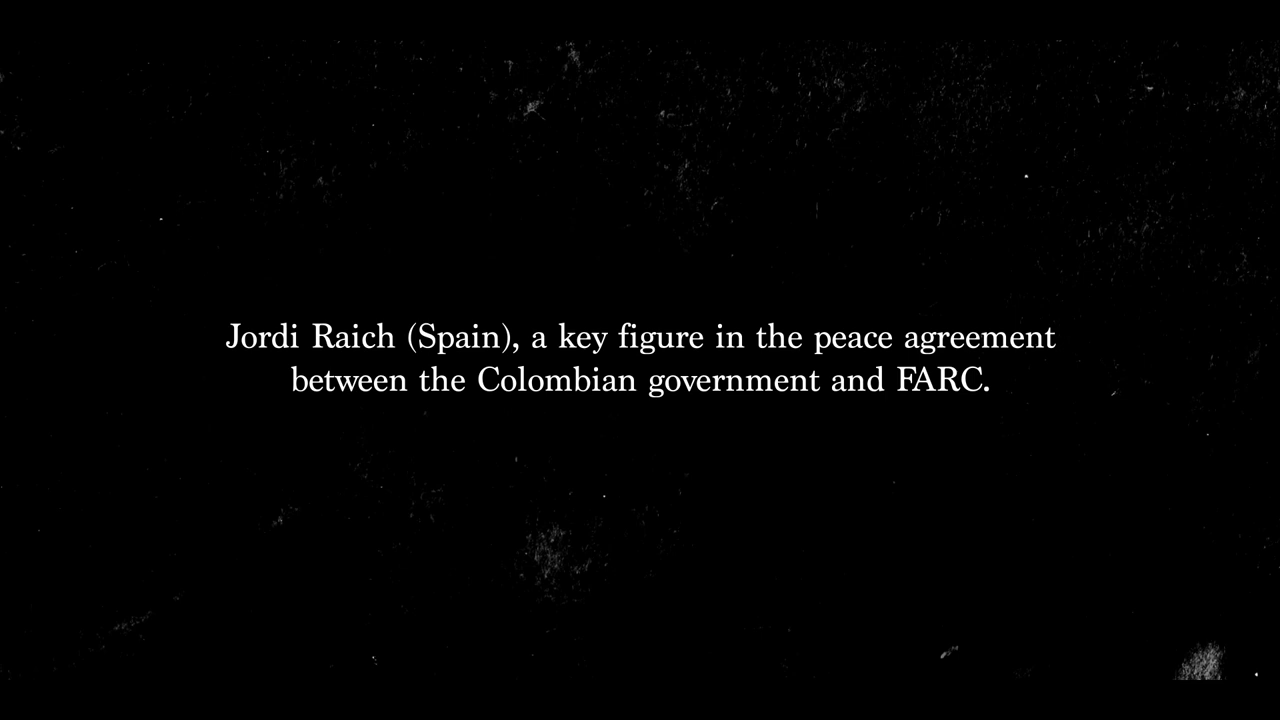 Jordi Raich (Spain), a key figure in the peace agreement
between the Colombian government and FARC.